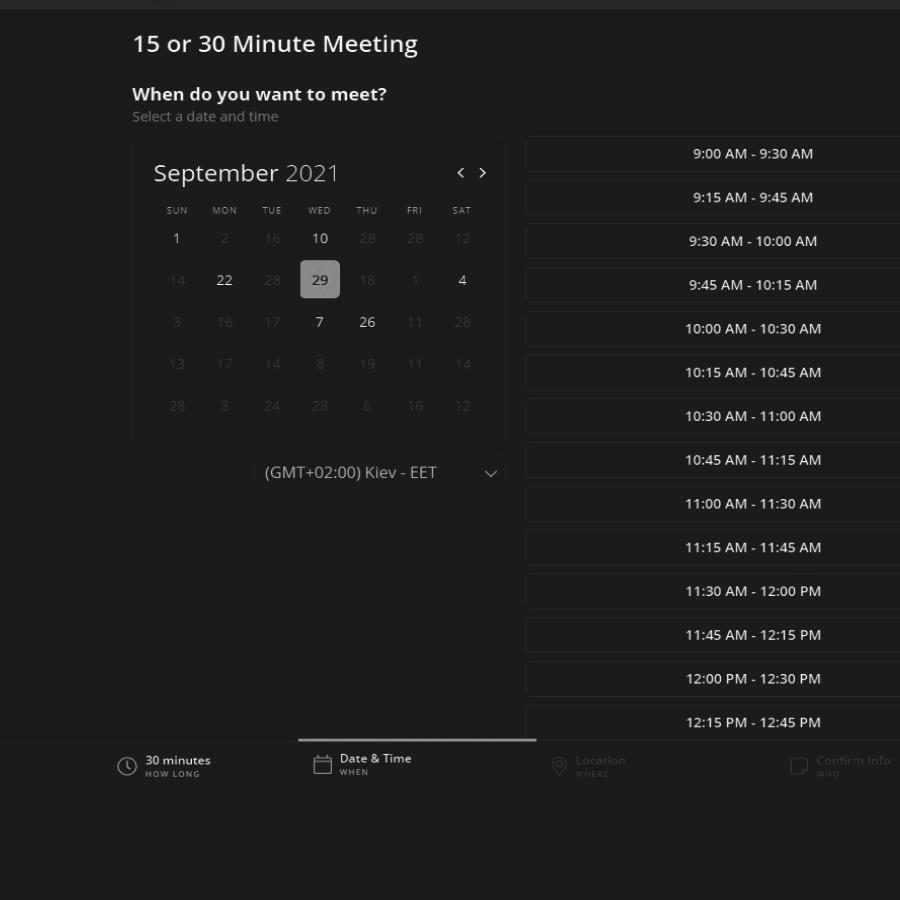 15 or 30 Minute Meeting
When do you want to meet?
Select a date and time
September 2021
SUN MON TUE WED THU FRI SAT
1 2 16 10 28 28 12
14 22 28 29 18 1 4
3 16 17 7 26 11 28
13 17 14 8 19 11 14
28 3 24 28 6 16 12
(GMT+02:00) Kiev - EET
9:00 AM - 9:30 AM
9:15 AM - 9:45 AM
9:30 AM - 10:00 AM
9:45 AM - 10:15 AM
10:00 AM - 10:30 AM
10:15 AM - 10:45 AM
10:30 AM - 11:00 AM
10:45 AM - 11:15 AM
11:00 AM - 11:30 AM
11:15 AM - 11:45 AM
11:30 AM - 12:00 PM
11:45 AM - 12:15 PM
12:00 PM - 12:30 PM
12:15 PM - 12:45 PM
30 minutes
HOW LONG
Date & Time
WHEN
Location
WHERE
Confirm Info
WHO